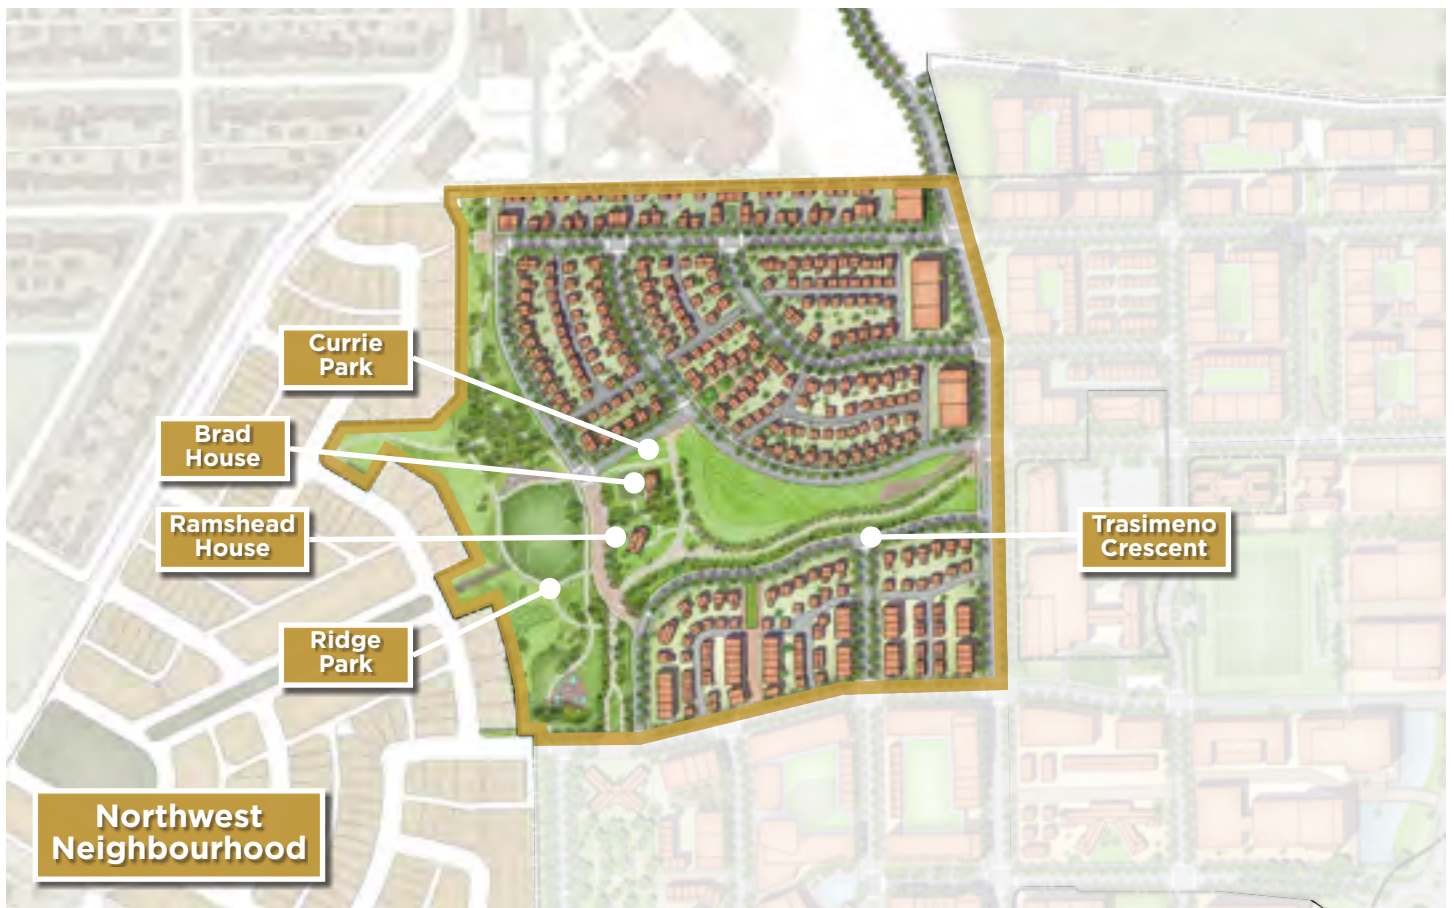 Currie
Park
Brad
House
Ramshead
House
Trasimeno
Crescent
Ridge
Park
Northwest
Neighbourhood